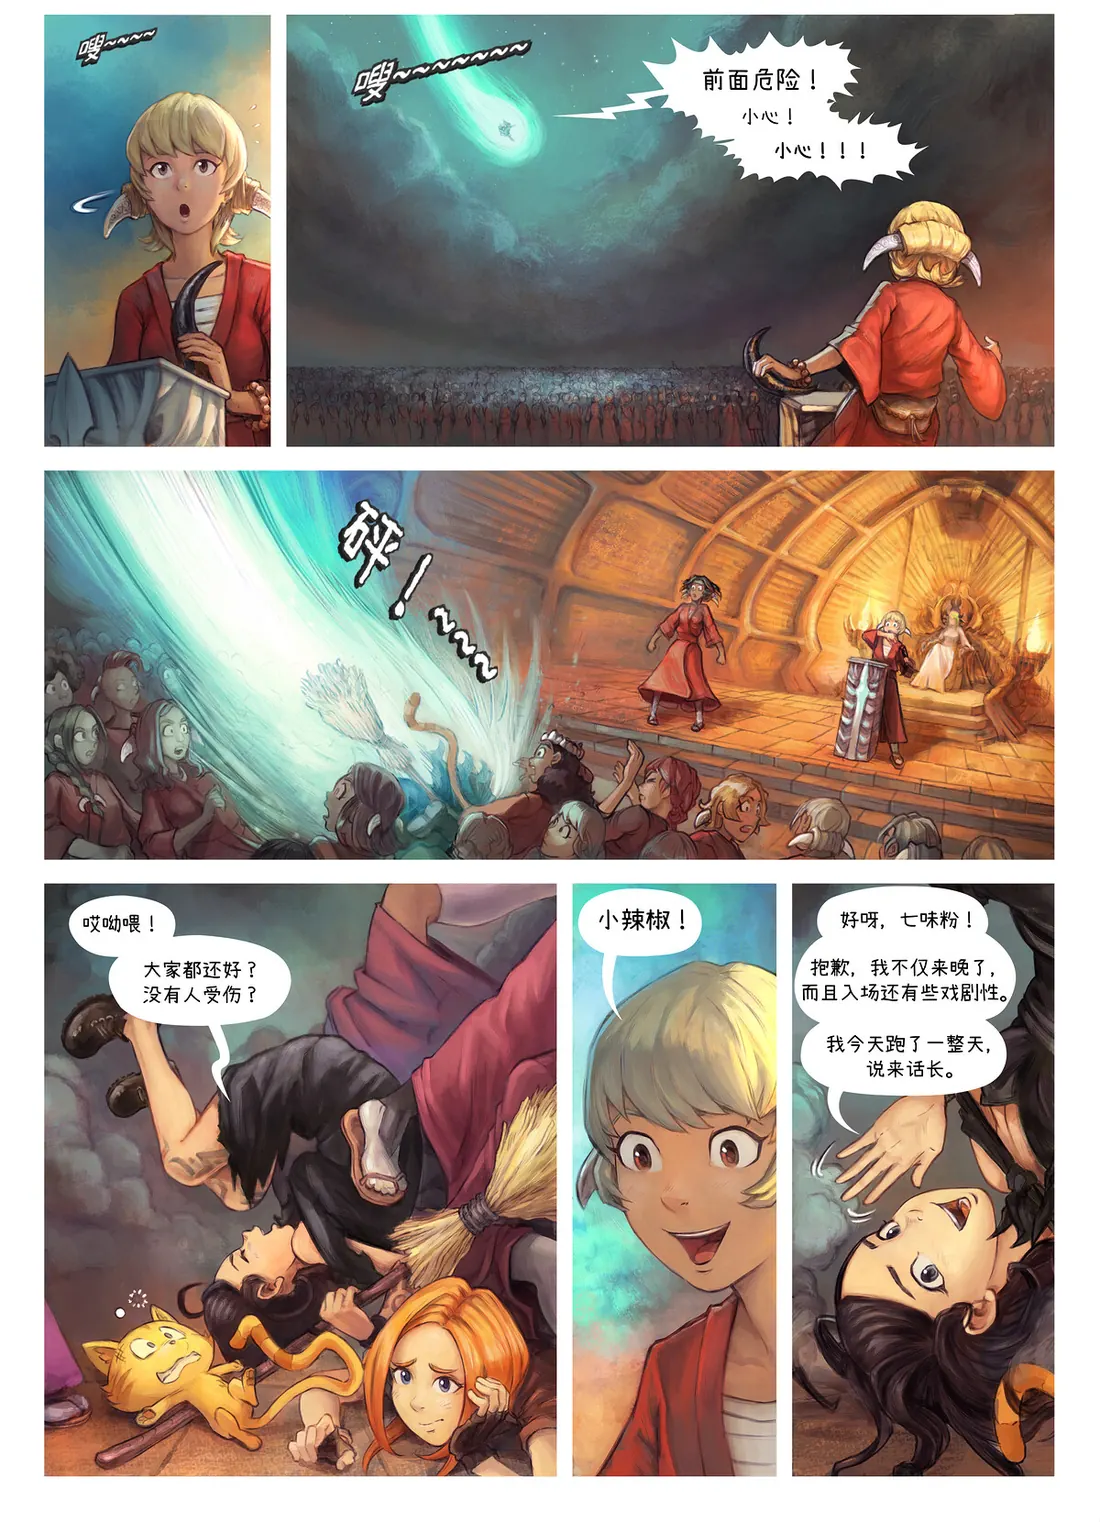 嗖~~~~
嗖~~~~~~~
前面危险！
小心！
小心！！！
砰！~~~
哎呦喂！
大家都还好？
没有人受伤？
小辣椒！
好呀，七味粉！
抱歉，我不仅来晚了，
而且入场还有些戏剧性。
我今天跑了一整天，
说来话长。